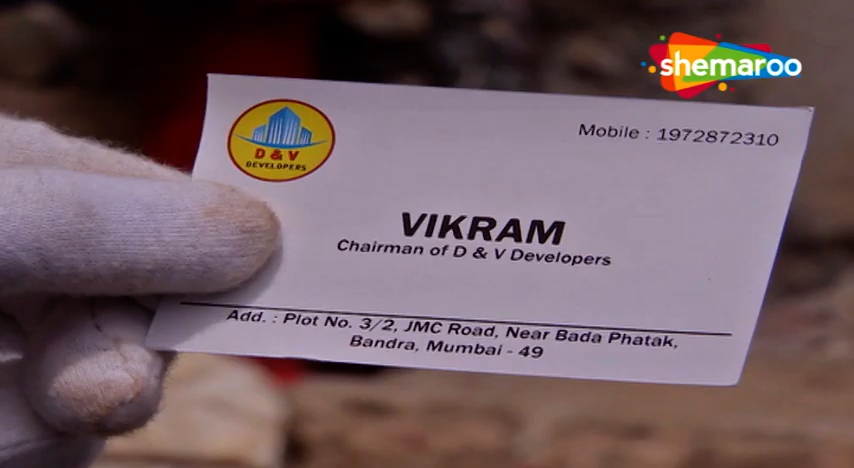 shemaroo
D & V
DEVELOPERS
Mobile : 1972872310
VIKRAM
Chairman of D & V Developers
Add. : Plot No. 3/2, JMC Road, Near Bada Phatak,
Bandra, Mumbai - 49